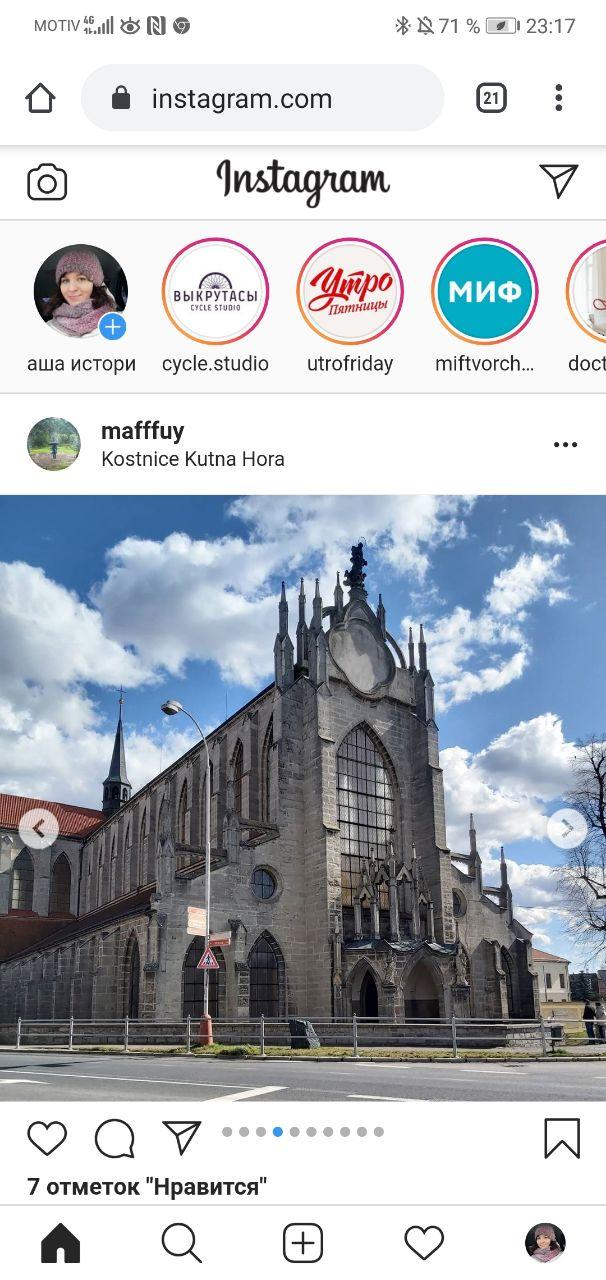 MOTIV 4G 71 % 23:17
instagram.com 21
Instagram
ВЫКРУТАСЫ
CYCLE STUDIO
Утро
Пятницы
МИФ
аша истори cycle.studio utrofriday miftvorch... doct
mafffuy
Kostnice Kutna Hora
7 отметок "Нравится"